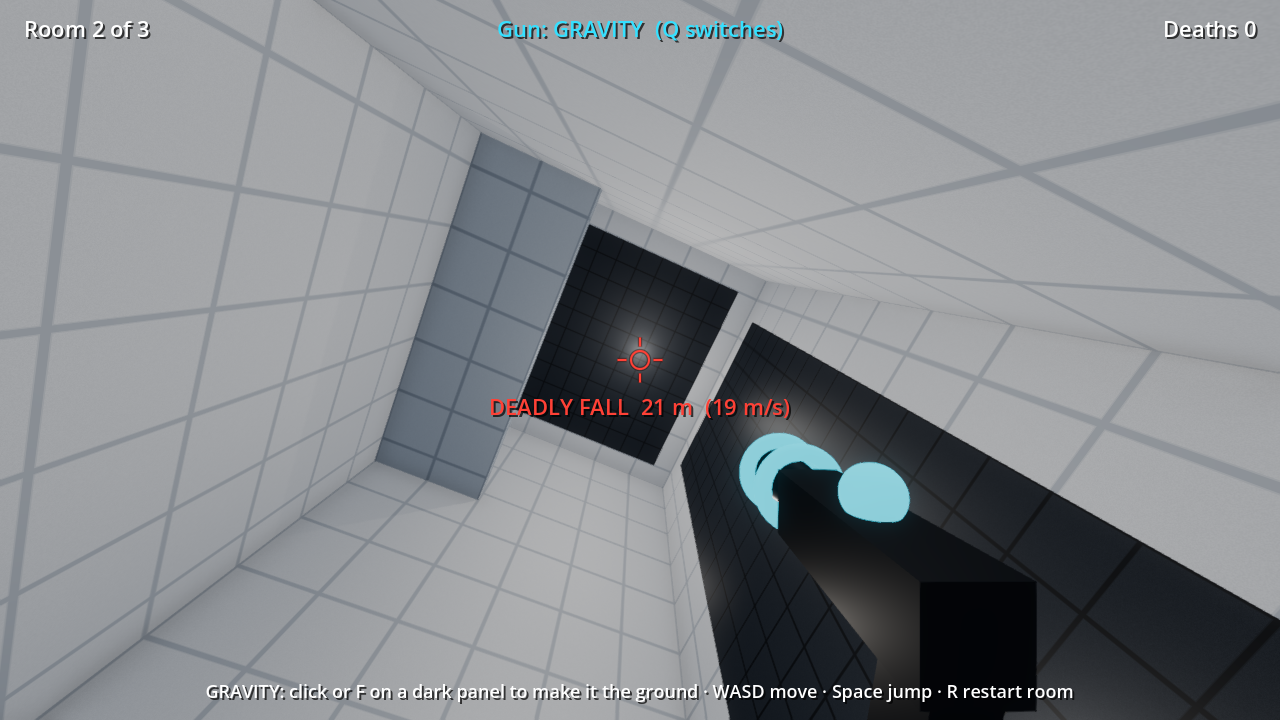 Room 2 of 3
Gun: GRAVITY (Q switches)
Deaths 0
DEADLY FALL 21 m (19 m/s)
GRAVITY: click or F on a dark panel to make it the ground · WASD move · Space jump · R restart room